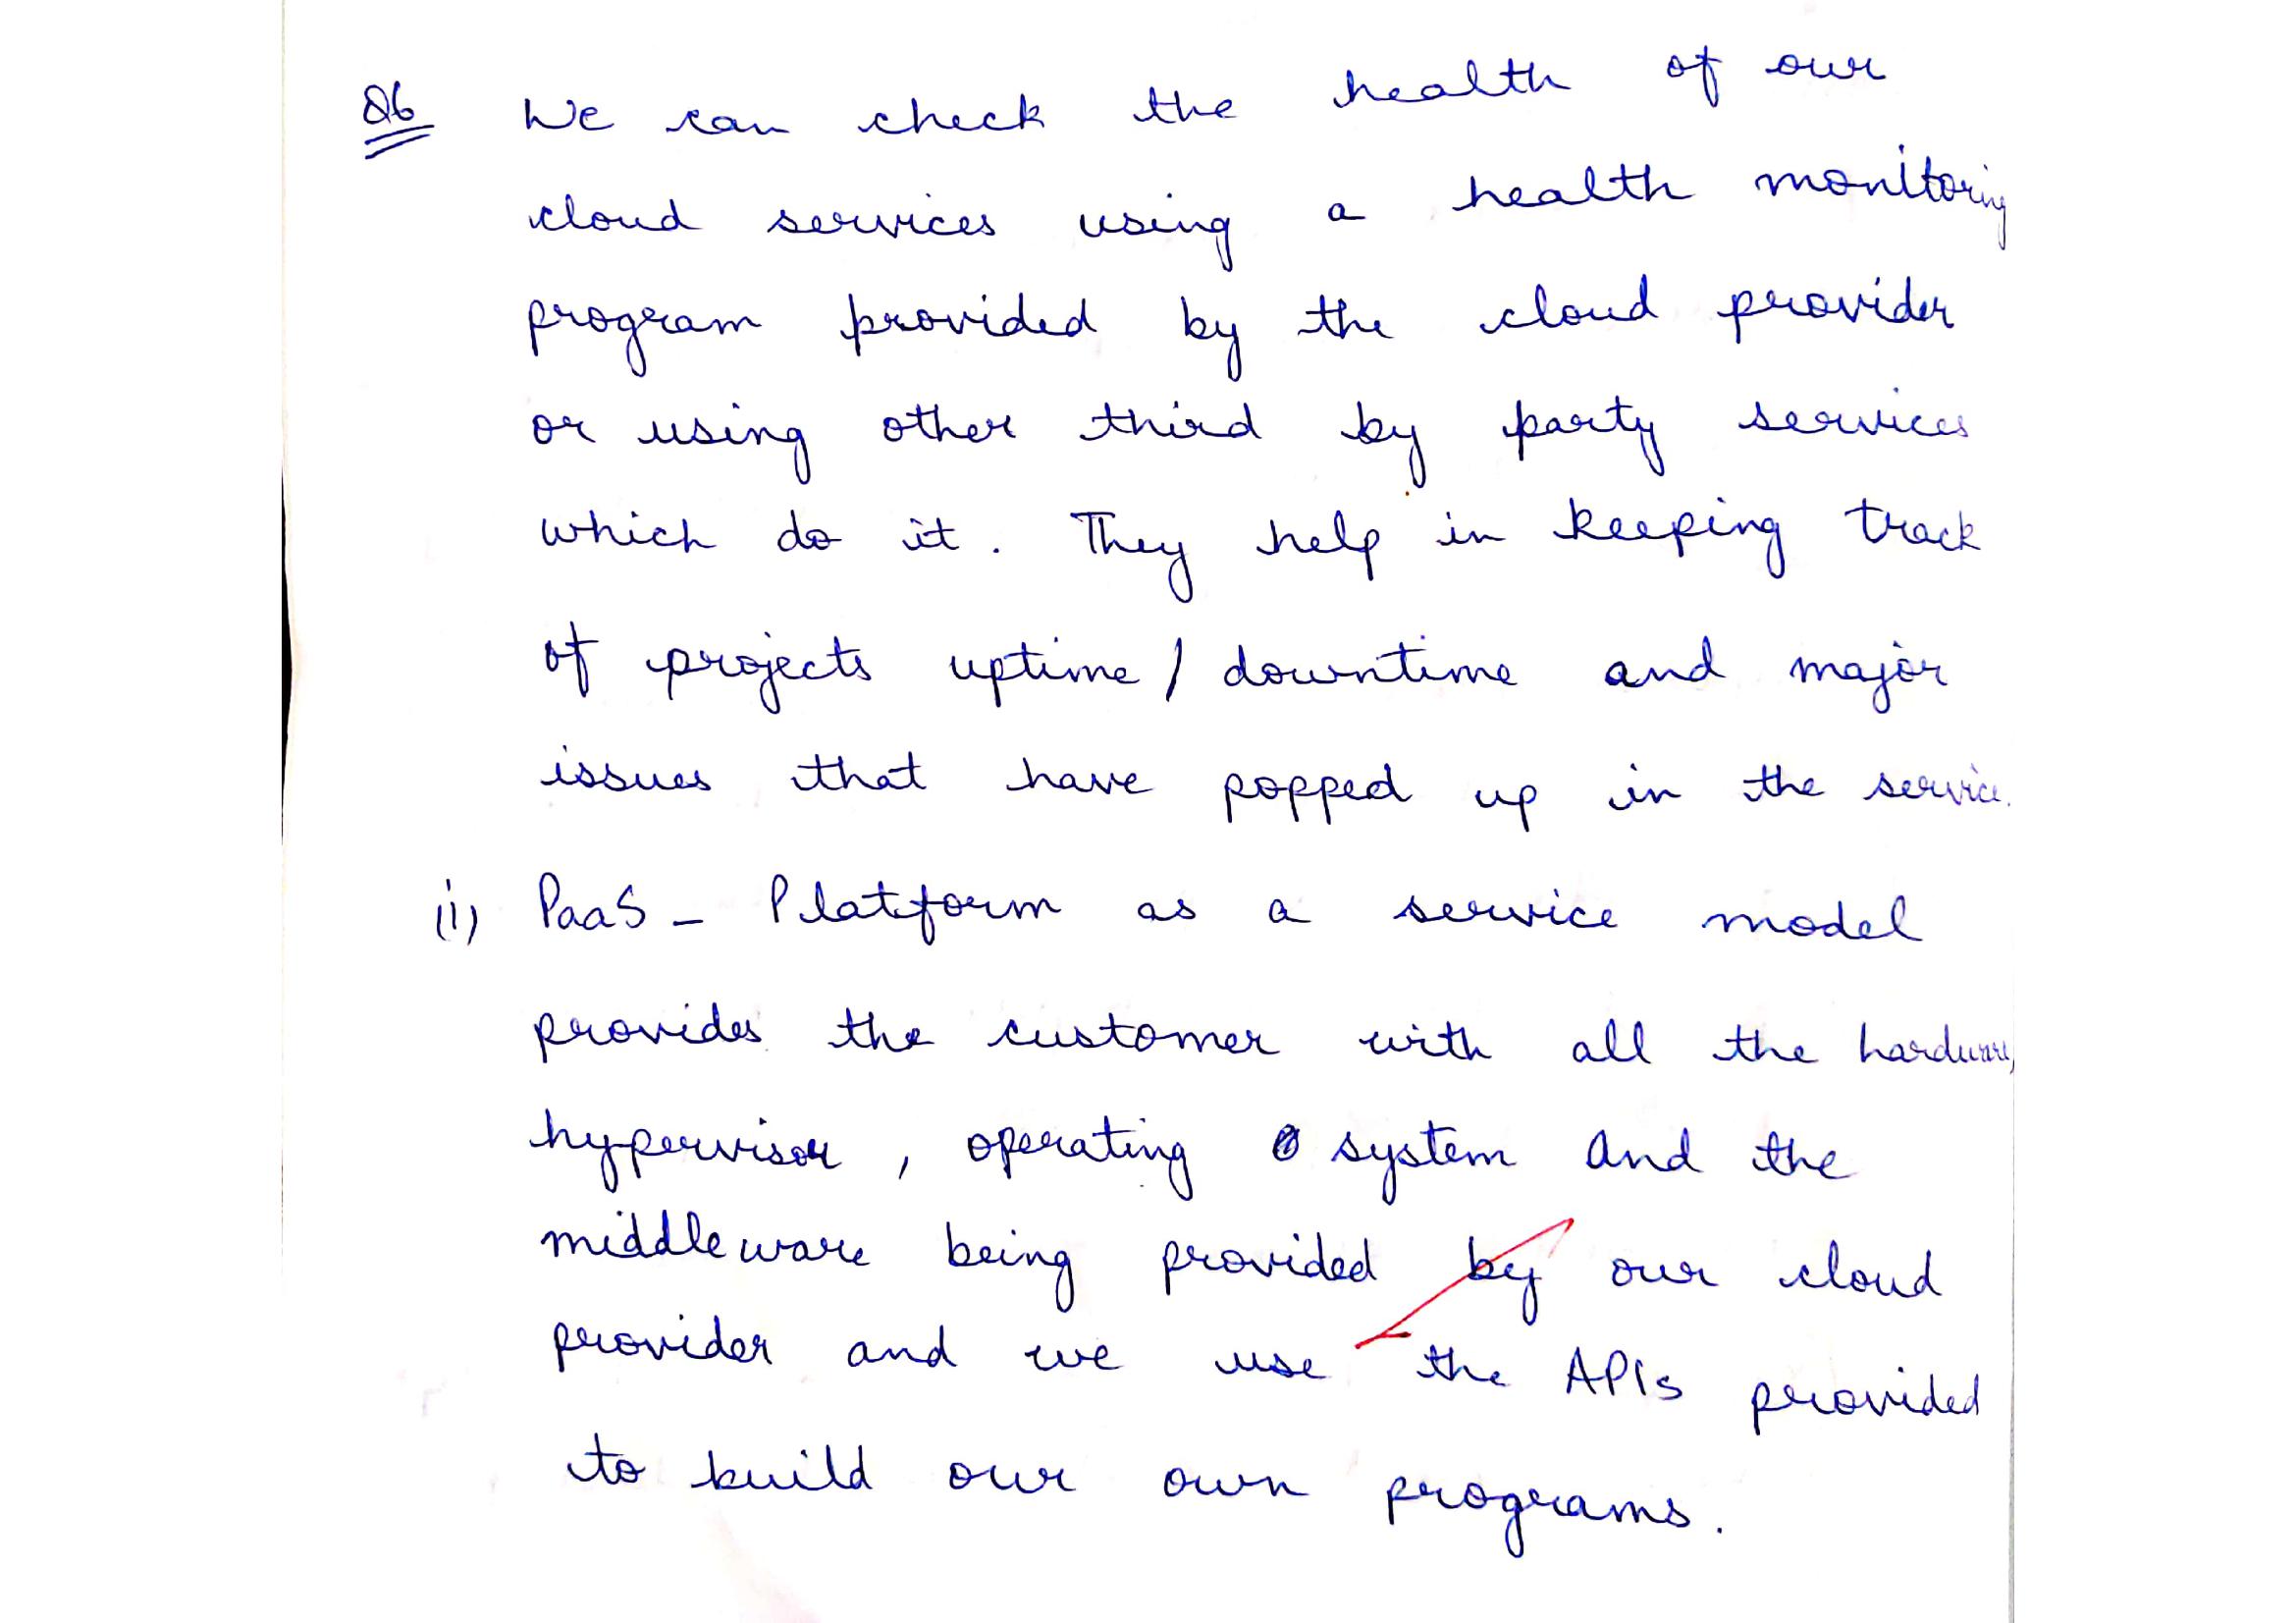 Q6 We can check the health of our
cloud services using a health monitoring
program provided by the cloud provider
or using other third by party services
which do it. They help in keeping track
of projects uptime / downtime and major
issues that have popped up in the service.
(i) PaaS - Platform as a service model
provides the customer with all the hardware,
hypervisor, operating system and the
middleware being provided by our cloud
provider and we use the APIs provided
to build our own programs.